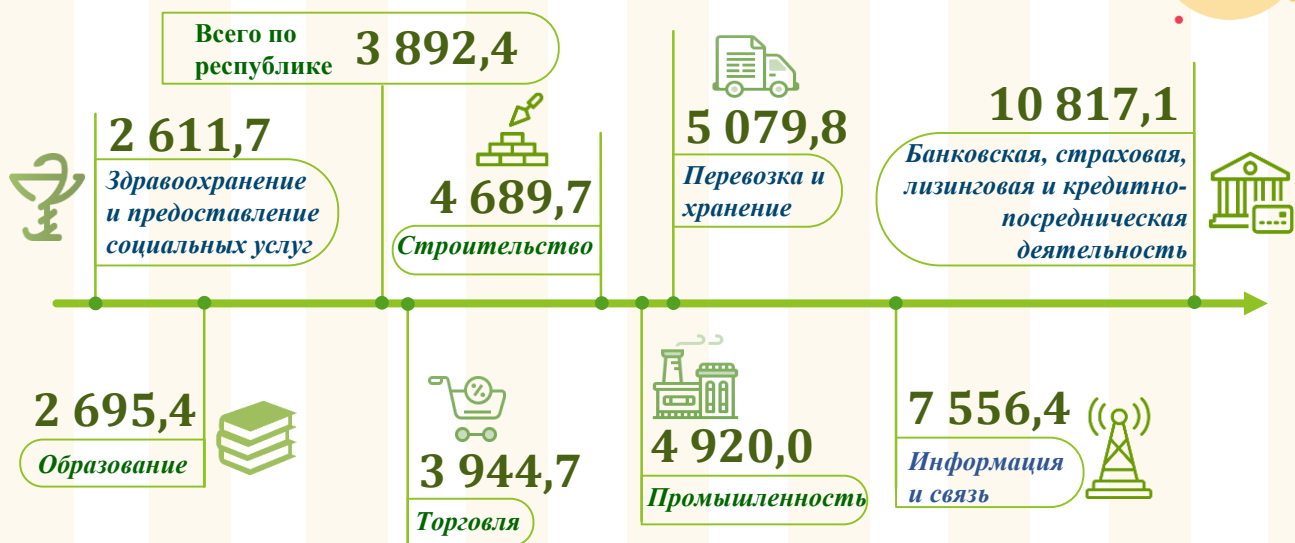 Всего по
республике
3 892,4
2 611,7
Здравоохранение
и предоставление
социальных услуг
4 689,7
Строительство
5 079,8
Перевозка и
хранение
10 817,1
Банковская, страховая,
лизинговая и кредитно-
посредническая
деятельность
2 695,4
Образование
%
3 944,7
Торговля
4 920,0
Промышленность
7 556,4
Информация
и связь